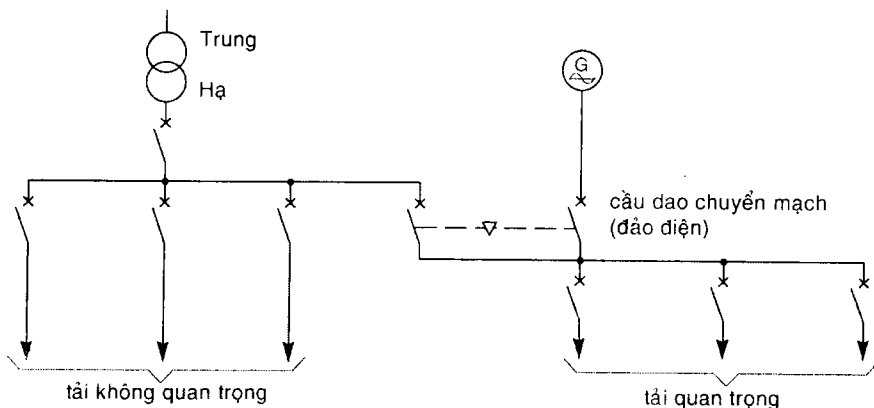 Trung
Hạ
G
cầu dao chuyển mạch
(đảo điện)
tải không quan trọng
tải quan trọng